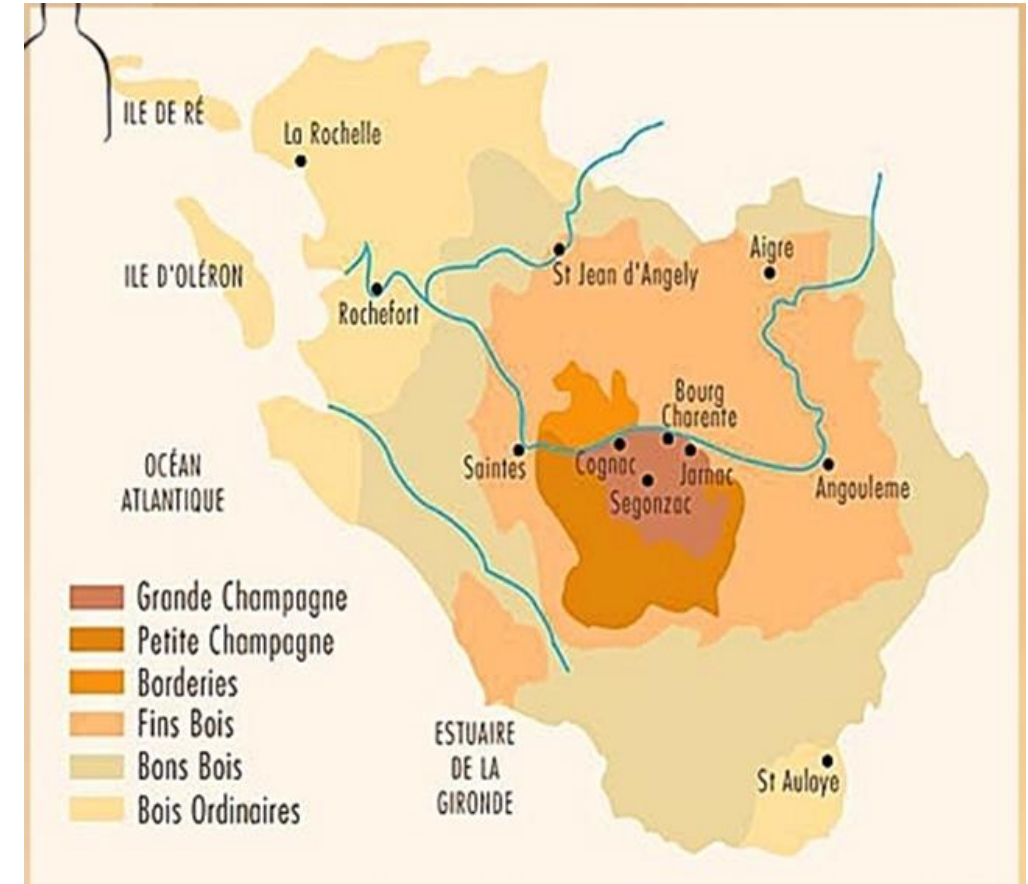 ILE DE RÉ
La Rochelle
ILE D'OLÉRON
Rochefort
St Jean d'Angely
Aigre
Bourg
Charente
Saintes
Cognac
Jarnac
Segonzac
Angouleme
OCÉAN
ATLANTIQUE
Grande Champagne
Petite Champagne
Borderies
Fins Bois
Bons Bois
Bois Ordinaires
ESTUAIRE
DE LA
GIRONDE
St Aulaye